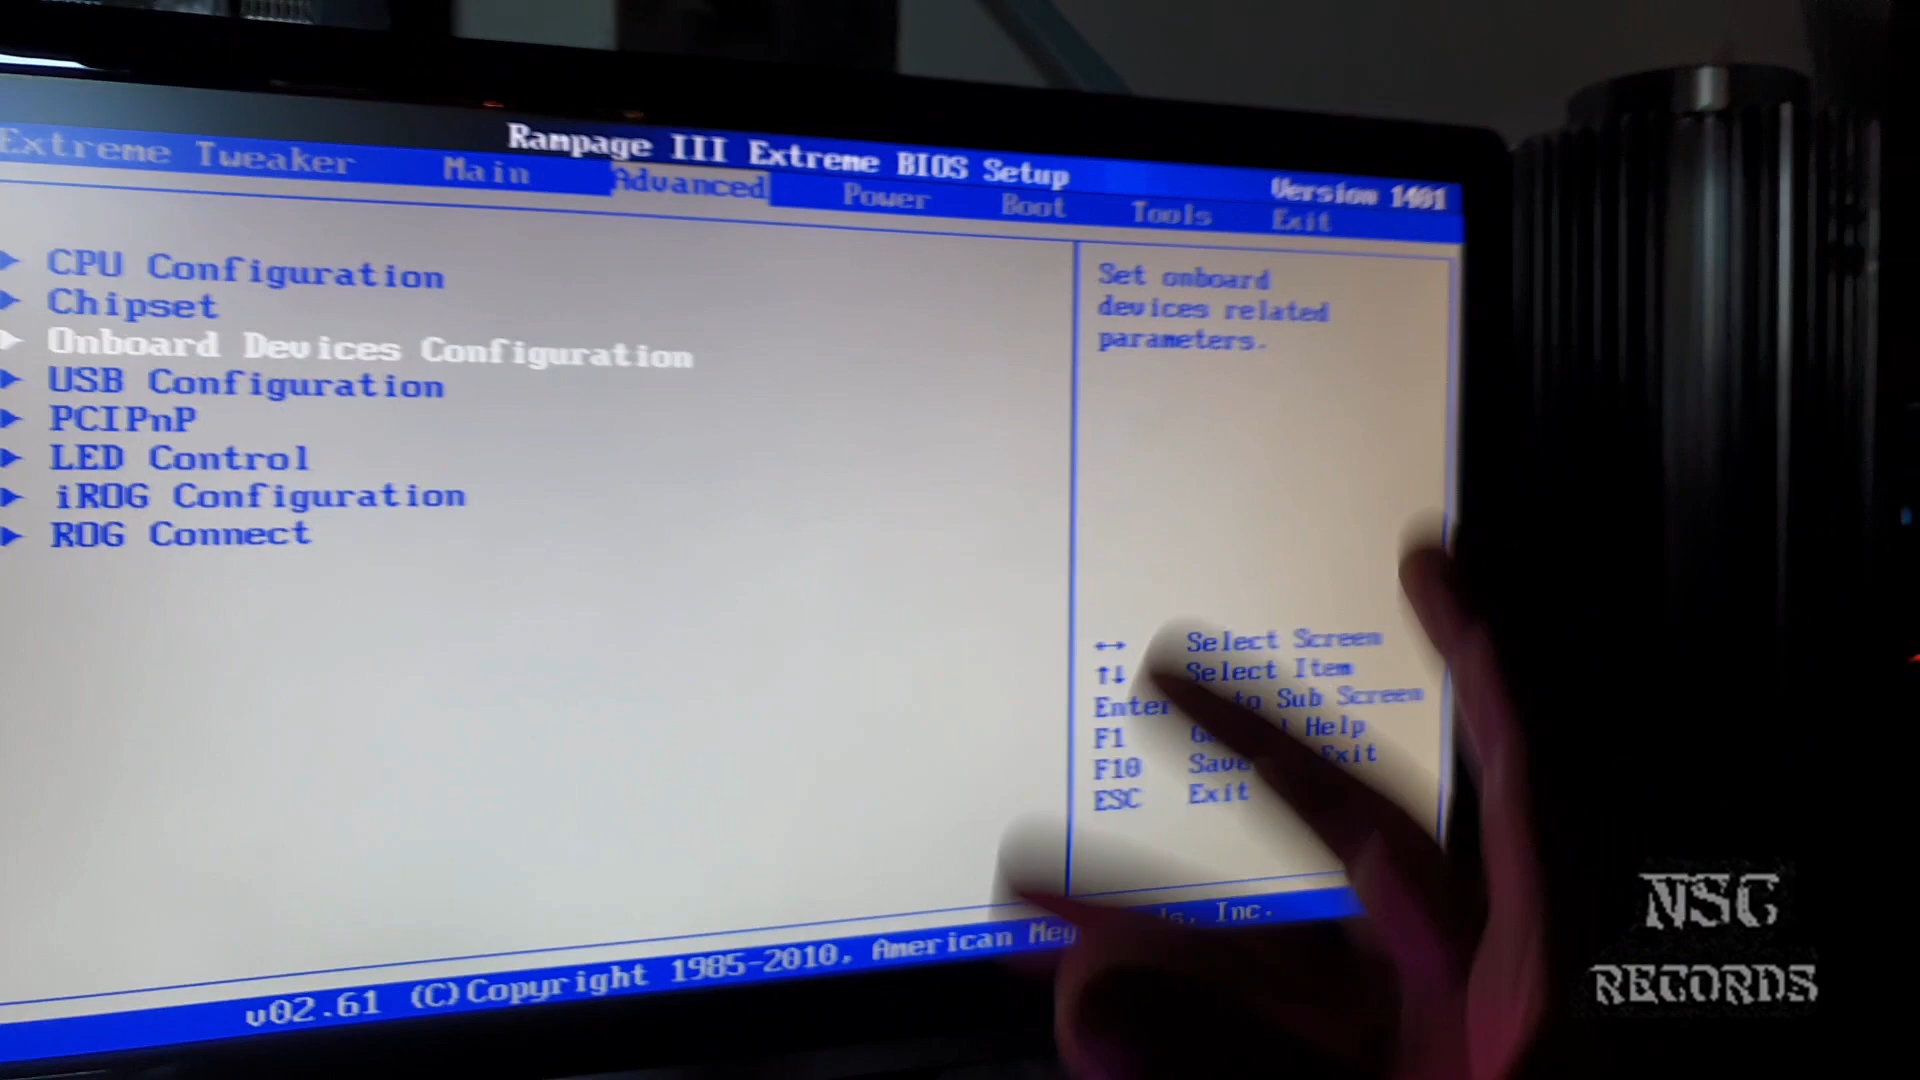 Rampage III Extreme BIOS Setup Version 1401
Extreme Tweaker Main Advanced Power Boot Tools Exit
CPU Configuration
Chipset
Onboard Devices Configuration
USB Configuration
PCIPnP
LED Control
iROG Configuration
ROG Connect
Set onboard
devices related
parameters.
↔ Select Screen
↑↓ Select Item
Enter to Sub Screen
F1 Help
F10 Save Exit
ESC Exit
v02.61 (C)Copyright 1985-2010, American Inc.
NSC
RECORDS